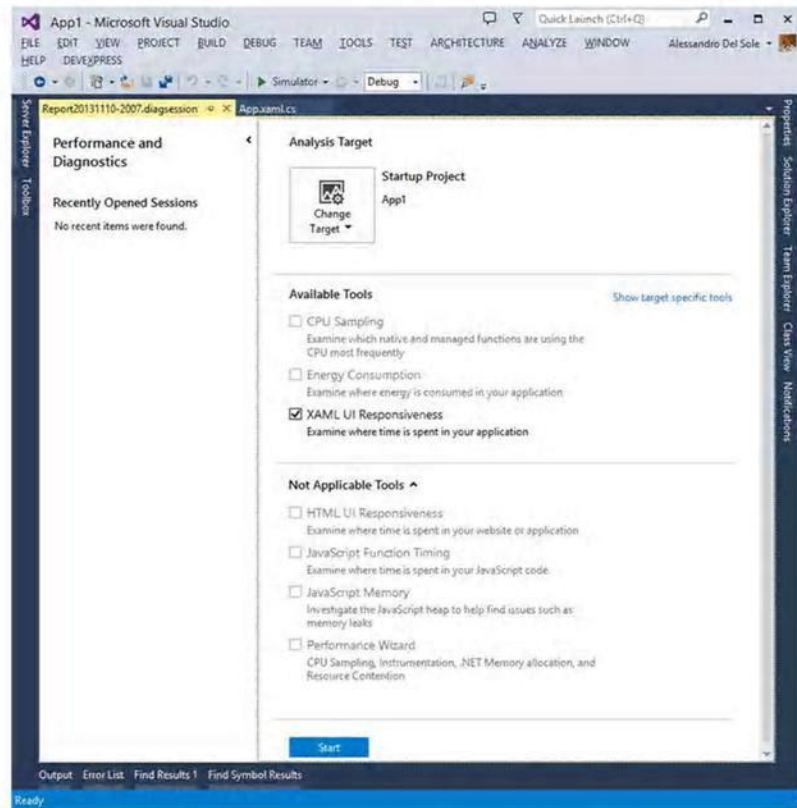 App1 - Microsoft Visual Studio
Quick Launch (Ctrl+Q)
FILE EDIT VIEW PROJECT BUILD DEBUG TEAM TOOLS TEST ARCHITECTURE ANALYZE WINDOW Alessandro Del Sole
HELP DEVEXPRESS
Simulator Debug
Server Explorer Toolbox
Report20131110-2007.diagsession App.xaml.cs
Performance and
Diagnostics
Recently Opened Sessions
No recent items were found.
Analysis Target
Change
Target
Startup Project
App1
Available Tools
Show target specific tools
CPU Sampling
Examine which native and managed functions are using the
CPU most frequently
Energy Consumption
Examine where energy is consumed in your application
XAML UI Responsiveness
Examine where time is spent in your application
Not Applicable Tools
HTML UI Responsiveness
Examine where time is spent in your website or application
JavaScript Function Timing
Examine where time is spent in your JavaScript code.
JavaScript Memory
Investigate the JavaScript heap to help find issues such as
memory leaks
Performance Wizard
CPU Sampling, Instrumentation, .NET Memory allocation, and
Resource Contention
Start
Properties Solution Explorer Team Explorer Class View Notifications
Output Error List Find Results 1 Find Symbol Results
Ready